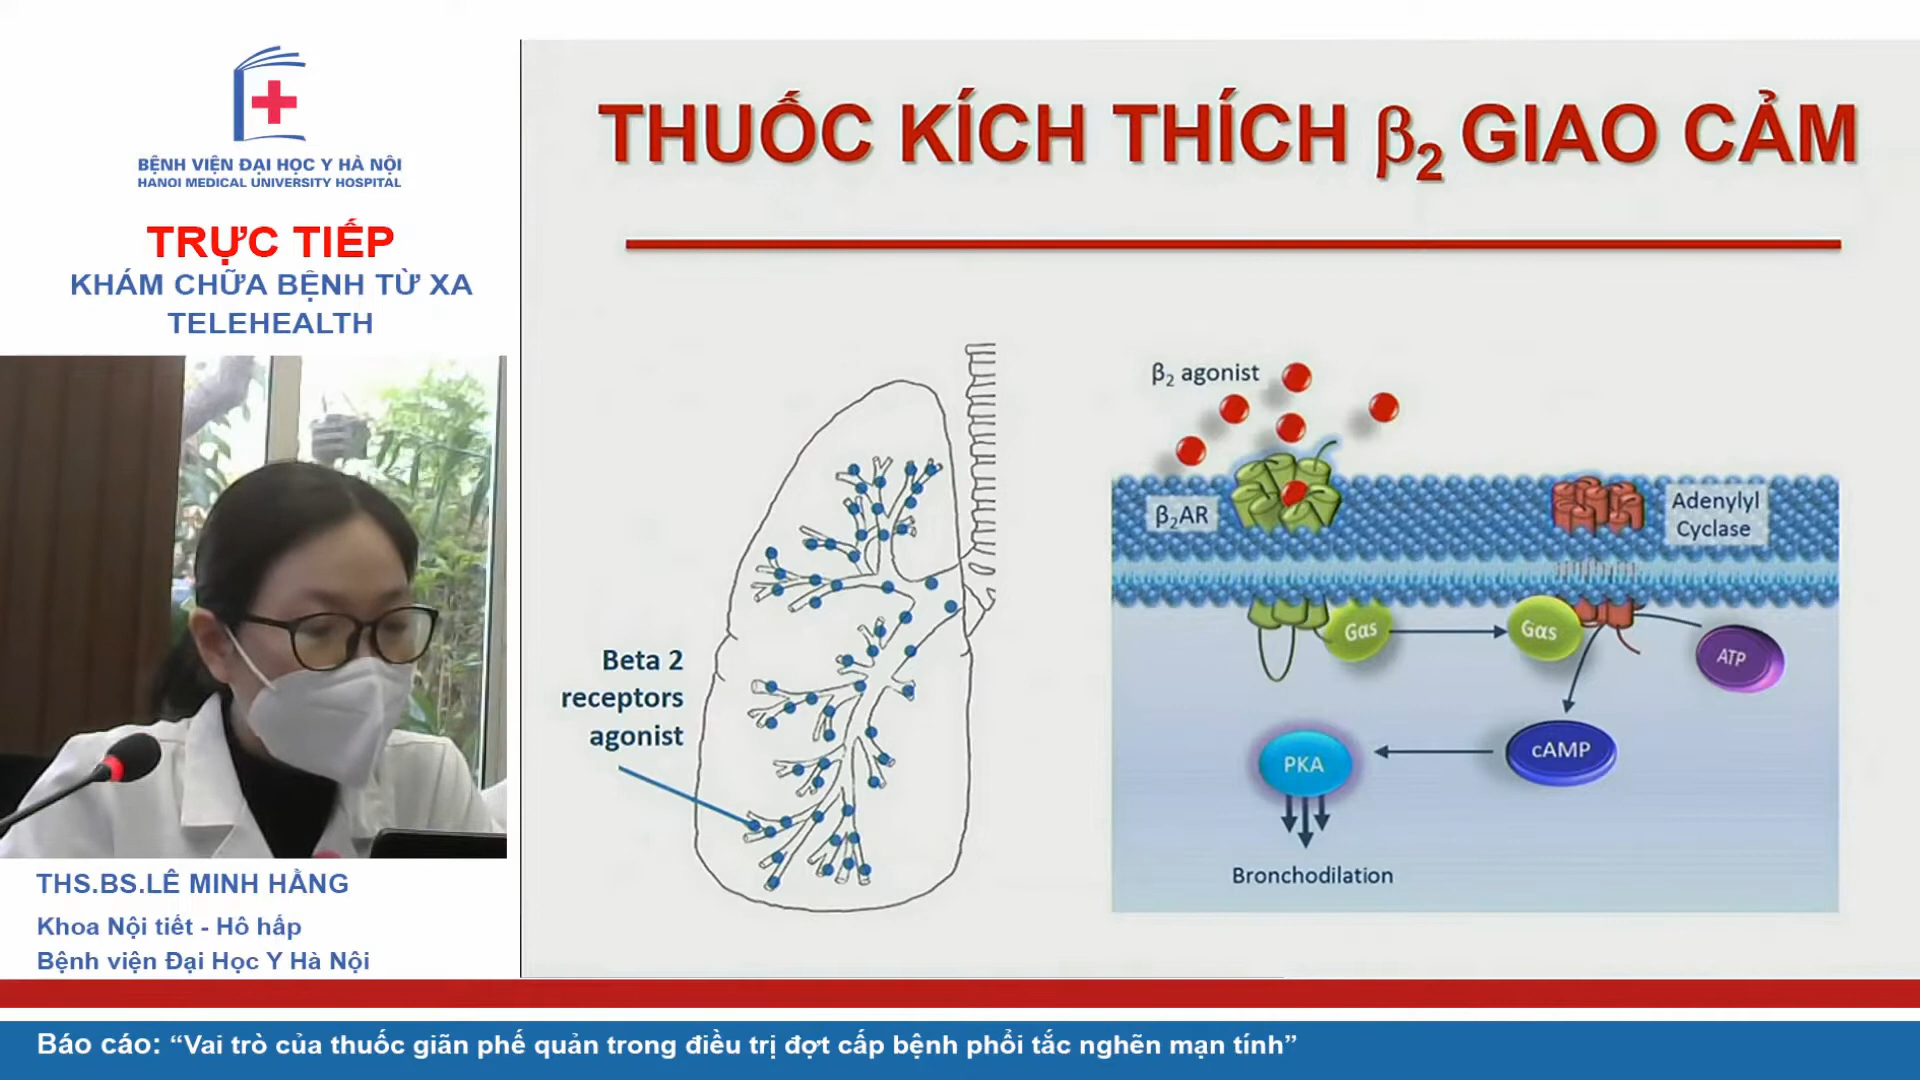 BỆNH VIỆN ĐẠI HỌC Y HÀ NỘI
HANOI MEDICAL UNIVERSITY HOSPITAL
TRỰC TIẾP
KHÁM CHỮA BỆNH TỪ XA
TELEHEALTH
THS.BS.LÊ MINH HẰNG
Khoa Nội tiết - Hô hấp
Bệnh viện Đại Học Y Hà Nội
THUỐC KÍCH THÍCH β2 GIAO CẢM
Beta 2
receptors
agonist
β2 agonist
β2AR
Adenylyl
Cyclase
Gαs
Gαs
ATP
cAMP
PKA
Bronchodilation
Báo cáo: “Vai trò của thuốc giãn phế quản trong điều trị đợt cấp bệnh phổi tắc nghẽn mạn tính”